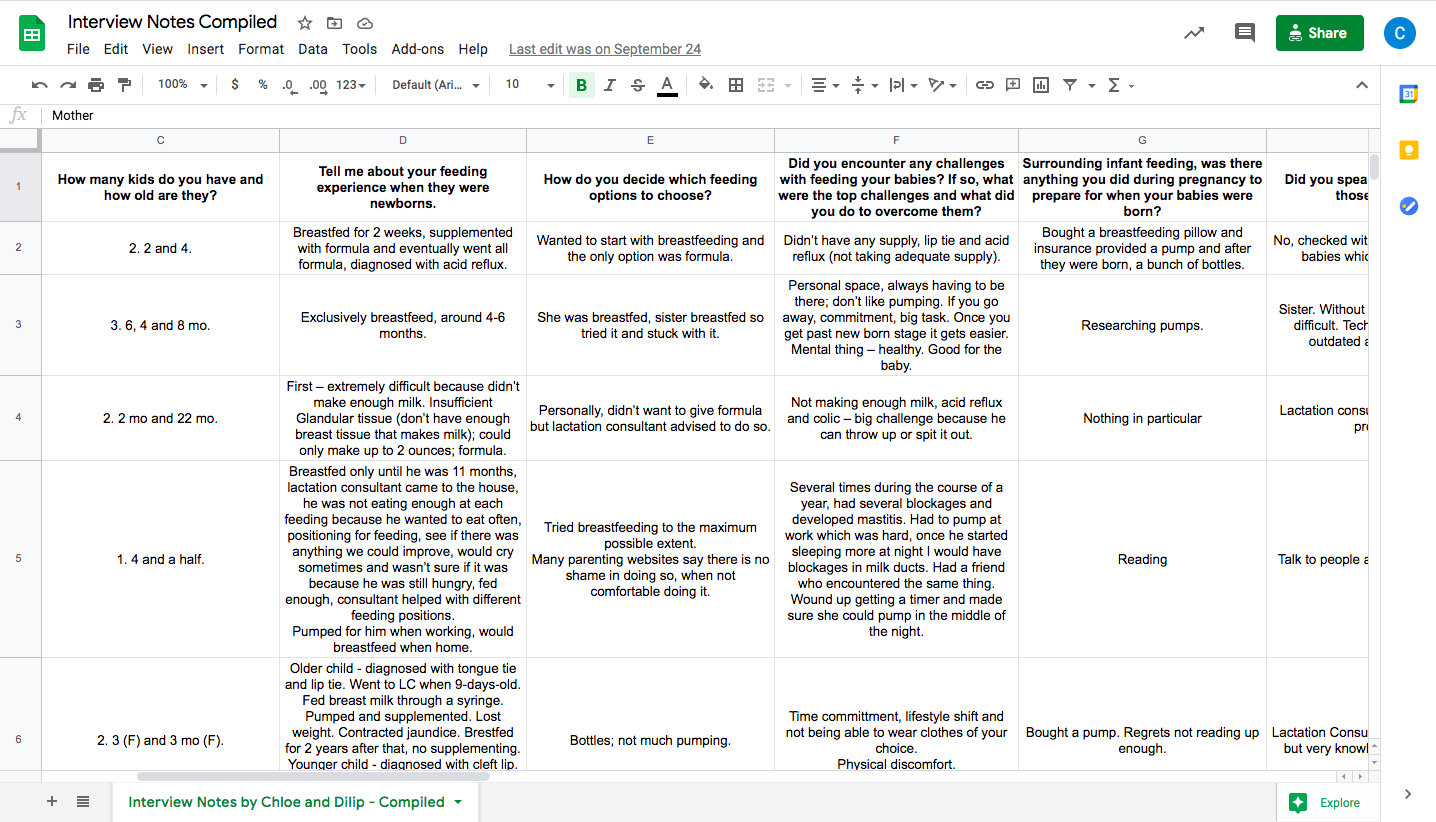 Interview Notes Compiled
File Edit View Insert Format Data Tools Add-ons Help Last edit was on September 24
Share
C
100% $ % .0 .00 123 Default (Ari... 10 B I S A
31
fx Mother
C D E F G
1
How many kids do you have and
how old are they?
Tell me about your feeding
experience when they were
newborns.
How do you decide which feeding
options to choose?
Did you encounter any challenges
with feeding your babies? If so, what
were the top challenges and what did
you do to overcome them?
Surrounding infant feeding, was there
anything you did during pregnancy to
prepare for when your babies were
born?
Did you spea
those
2
2. 2 and 4.
Breastfed for 2 weeks, supplemented
with formula and eventually went all
formula, diagnosed with acid reflux.
Wanted to start with breastfeeding and
the only option was formula.
Didn’t have any supply, lip tie and acid
reflux (not taking adequate supply).
Bought a breastfeeding pillow and
insurance provided a pump and after
they were born, a bunch of bottles.
No, checked wit
babies whic
3
3. 6, 4 and 8 mo.
Exclusively breastfeed, around 4-6
months.
She was breastfed, sister breastfed so
tried it and stuck with it.
Personal space, always having to be
there; don’t like pumping. If you go
away, commitment, big task. Once you
get past new born stage it gets easier.
Mental thing – healthy. Good for the
baby.
Researching pumps.
Sister. Without
difficult. Tech
outdated a
4
2. 2 mo and 22 mo.
First – extremely difficult because didn’t
make enough milk. Insufficient
Glandular tissue (don’t have enough
breast tissue that makes milk); could
only make up to 2 ounces; formula.
Personally, didn’t want to give formula
but lactation consultant advised to do so.
Not making enough milk, acid reflux
and colic – big challenge because he
can throw up or spit it out.
Nothing in particular
Lactation consu
pr
5
1. 4 and a half.
Breastfed only until he was 11 months,
lactation consultant came to the house,
he was not eating enough at each
feeding because he wanted to eat often,
positioning for feeding, see if there was
anything we could improve, would cry
sometimes and wasn’t sure if it was
because he was still hungry, fed
enough, consultant helped with different
feeding positions.
Pumped for him when working, would
breastfeed when home.
Tried breastfeeding to the maximum
possible extent.
Many parenting websites say there is no
shame in doing so, when not
comfortable doing it.
Several times during the course of a
year, had several blockages and
developed mastitis. Had to pump at
work which was hard, once he started
sleeping more at night I would have
blockages in milk ducts. Had a friend
who encountered the same thing.
Wound up getting a timer and made
sure she could pump in the middle of
the night.
Reading
Talk to people a
6
2. 3 (F) and 3 mo (F).
Older child - diagnosed with tongue tie
and lip tie. Went to LC when 9-days-old.
Fed breast milk through a syringe.
Pumped and supplemented. Lost
weight. Contracted jaundice. Brestfed
for 2 years after that, no supplementing.
Younger child - diagnosed with cleft lip.
Bottles; not much pumping.
Time committment, lifestyle shift and
not being able to wear clothes of your
choice.
Physical discomfort.
Bought a pump. Regrets not reading up
enough.
Lactation Consu
but very knowl
Interview Notes by Chloe and Dilip - Compiled
Explore